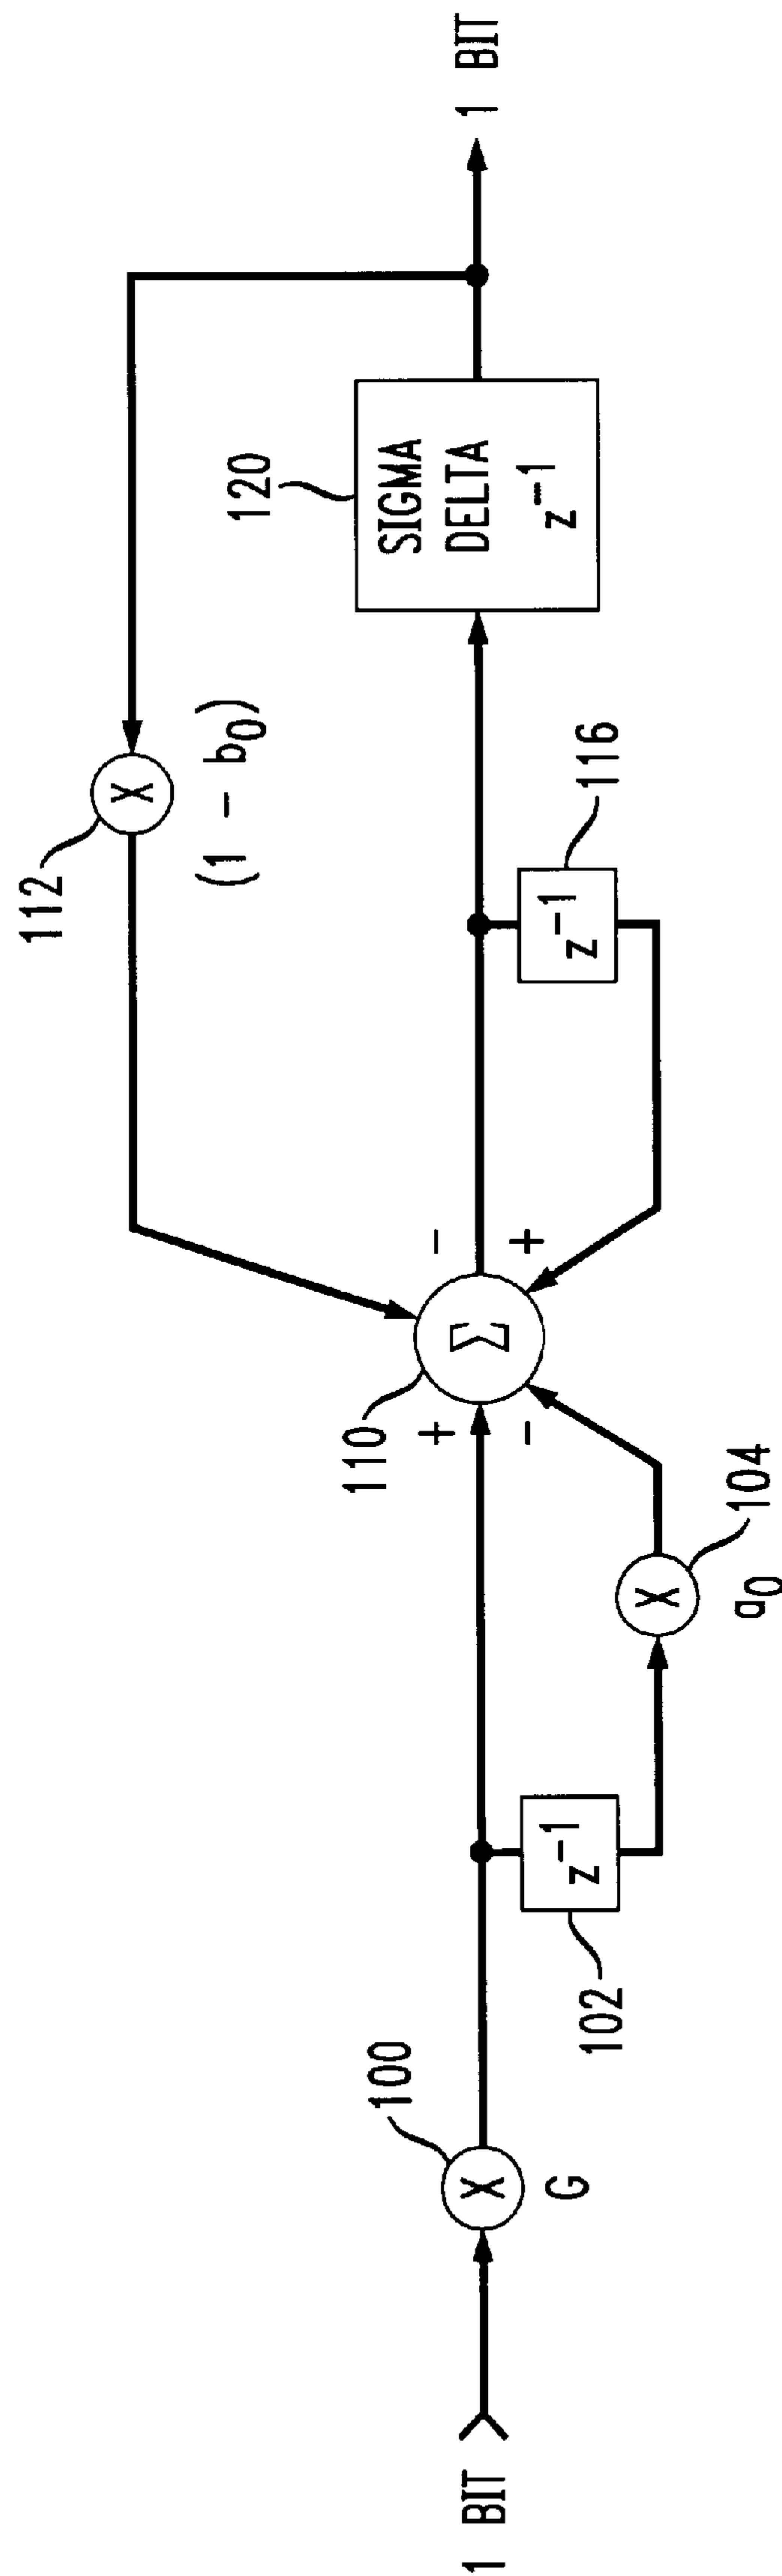 112
(1 - b0)
120
SIGMA
DELTA
z-1
1 BIT
1 BIT
100
X
G
102
z-1
104
X
a0
110
Σ
+
-
-
+
116
z-1
X